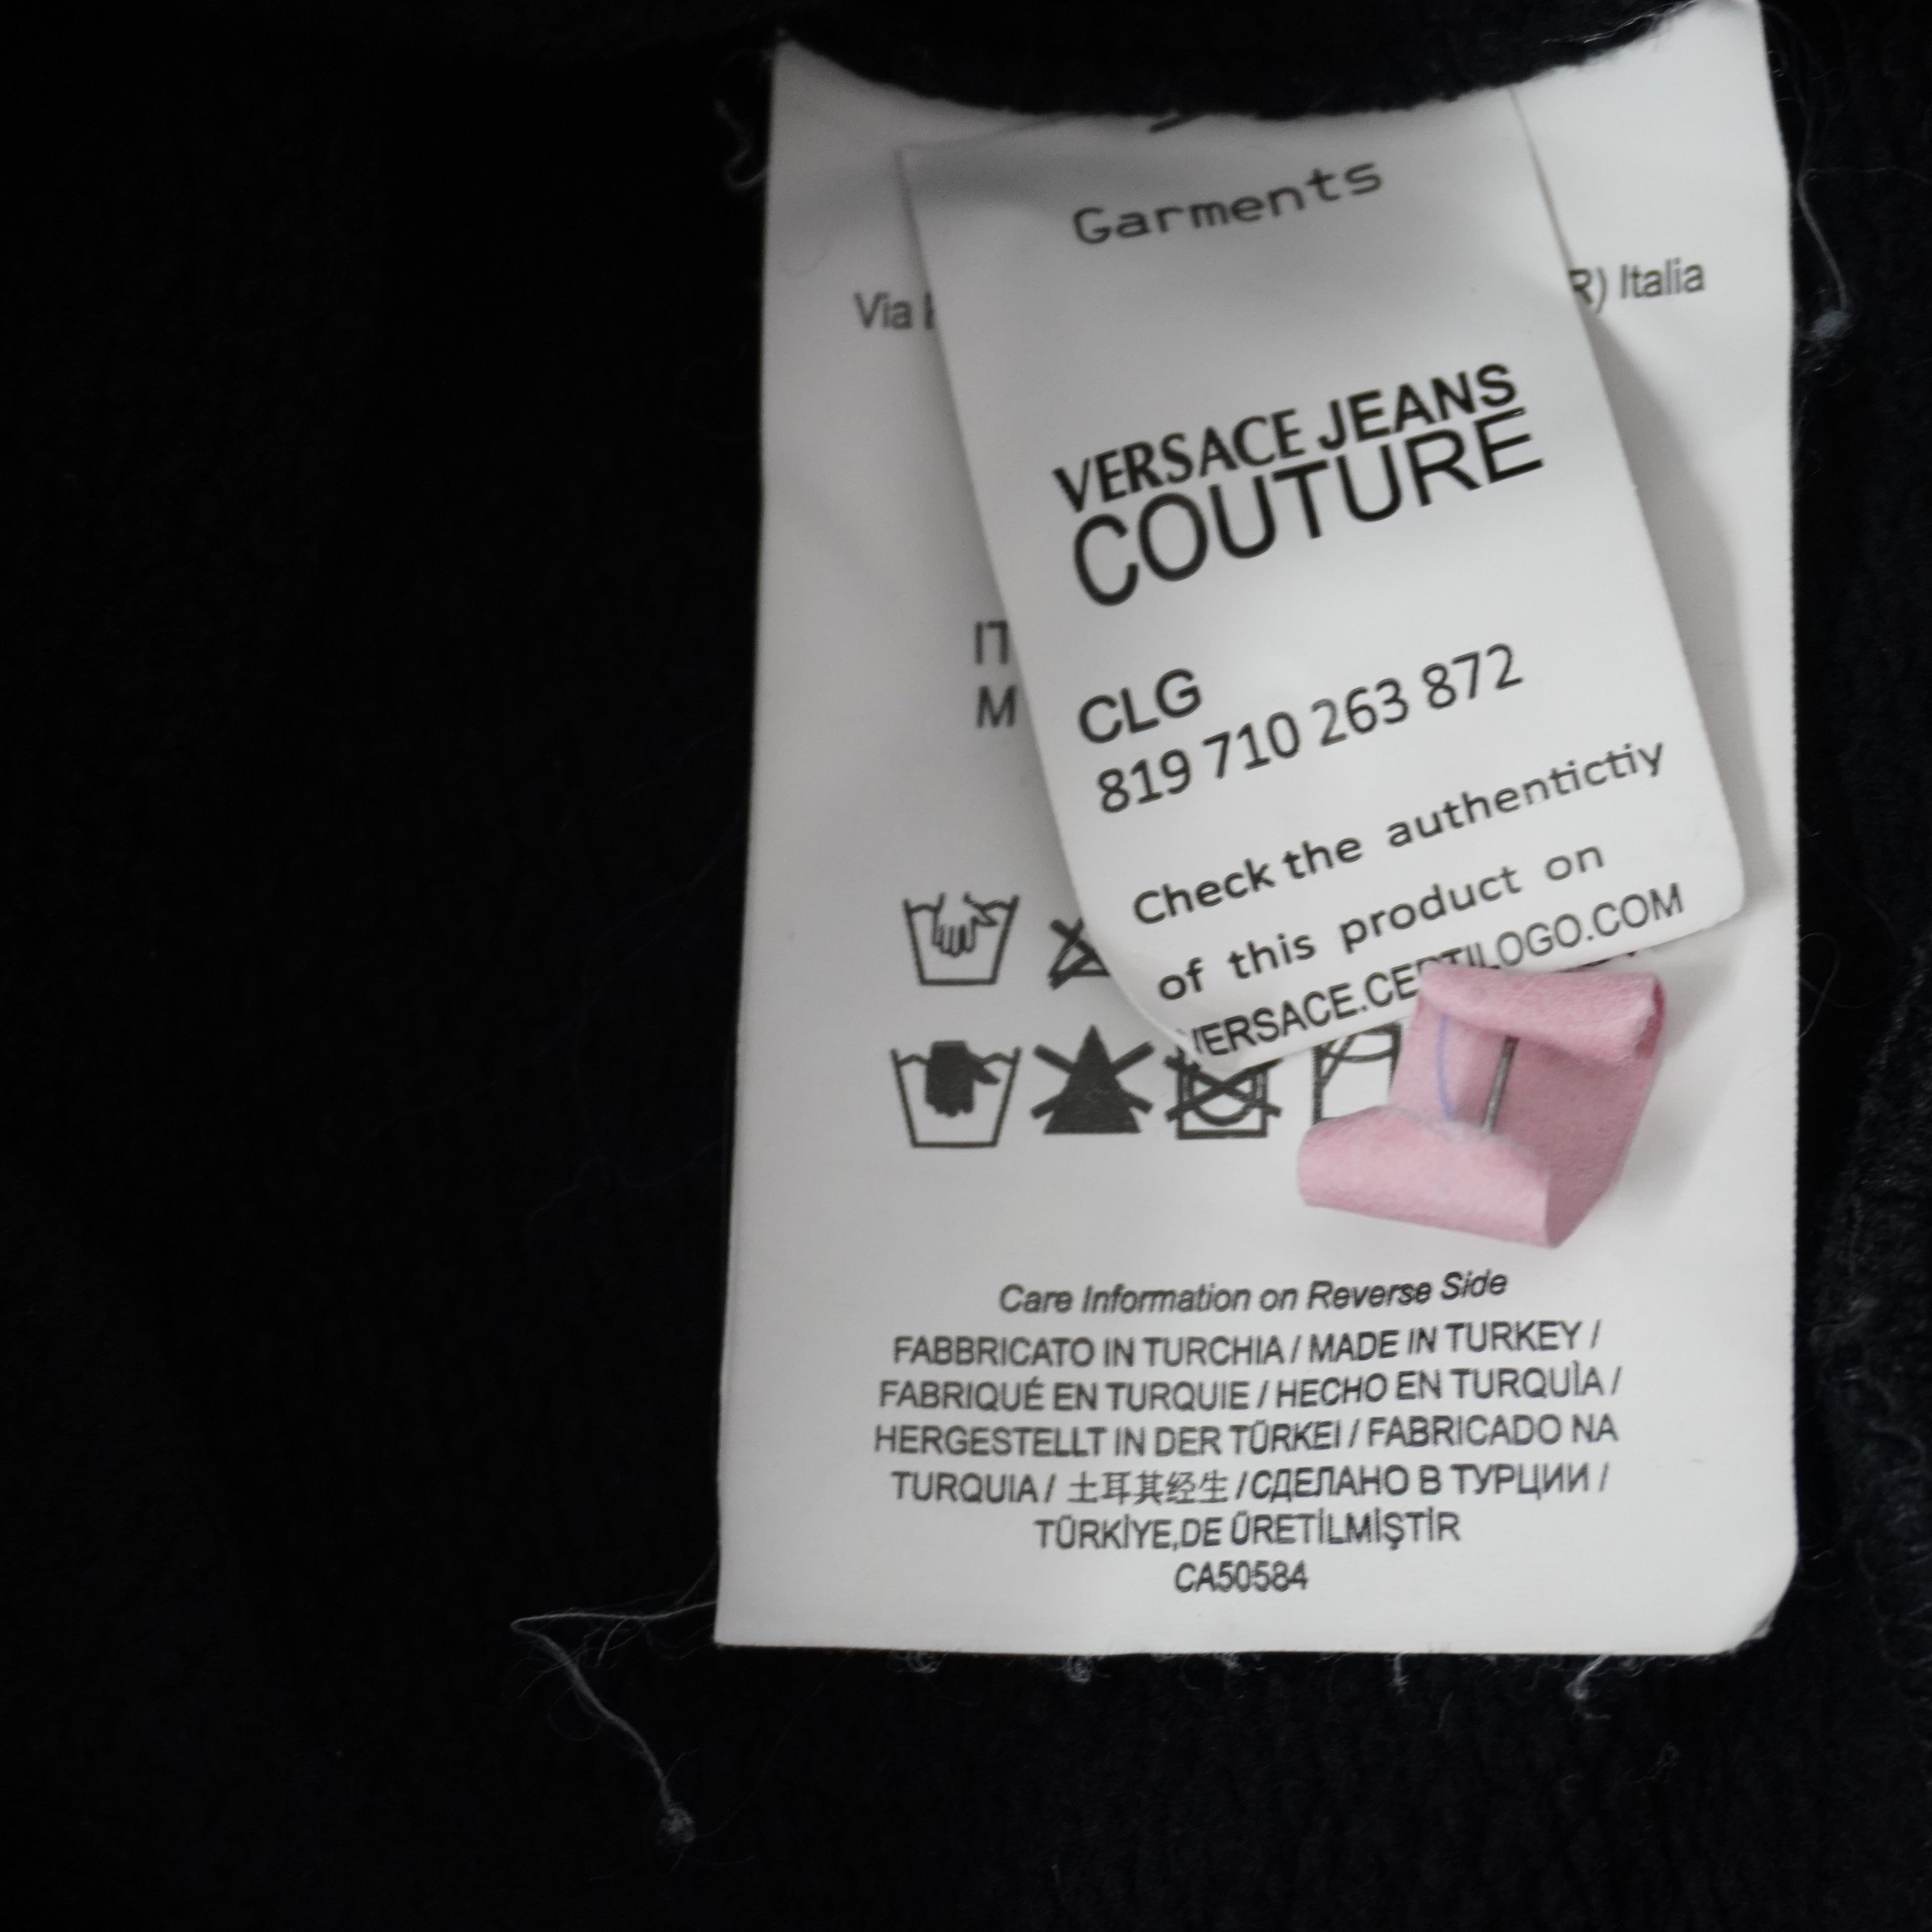 Garments
Via
R) Italia
VERSACE JEANS
COUTURE
IT
M
CLG
819 710 263 872
Check the authentictiy
of this product on
VERSACE.CERTILOGO.COM
Care Information on Reverse Side
FABBRICATO IN TURCHIA / MADE IN TURKEY /
FABRIQUÉ EN TURQUIE / HECHO EN TURQUÌA /
HERGESTELLT IN DER TÜRKEI / FABRICADO NA
TURQUIA / 土耳其经生 / СДЕЛАНО В ТУРЦИИ /
TÜRKİYE,DE ÜRETİLMİŞTİR
CA50584